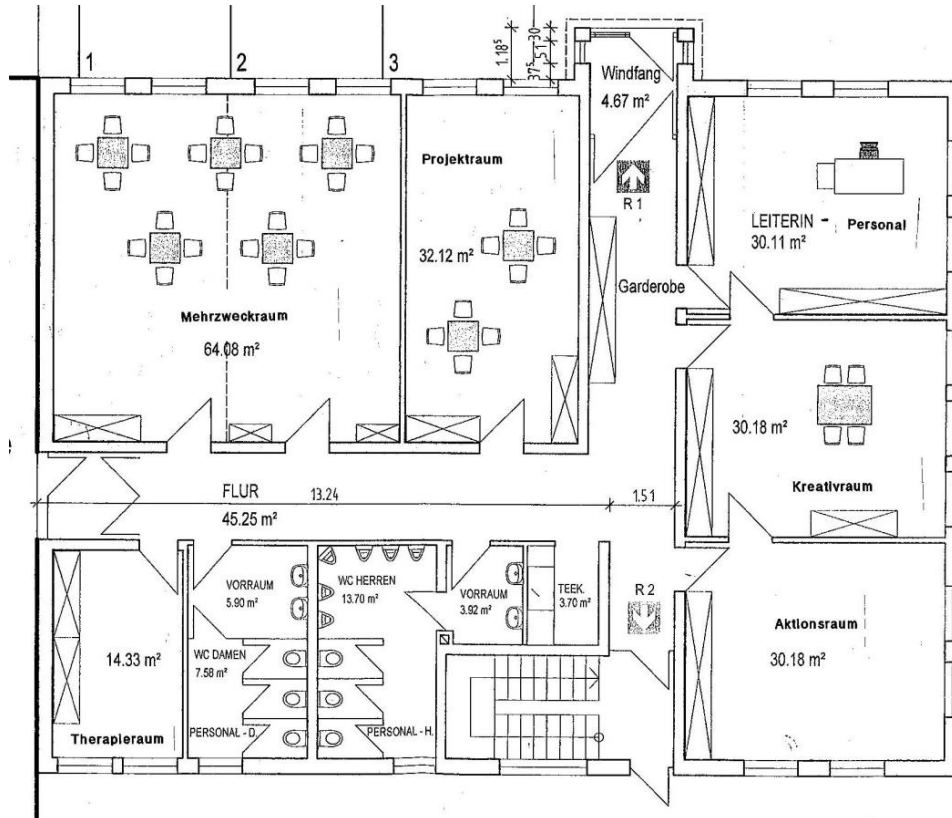 1
2
3
1.18⁵
30
51
37⁵
Windfang
4.67 m²
Projektraum
R 1
LEITERIN - Personal
30.11 m²
32.12 m²
Garderobe
Mehrzweckraum
64.08 m²
30.18 m²
FLUR
13.24
1.51
45.25 m²
Kreativraum
VORRAUM
5.90 m²
WC HERREN
13.70 m²
VORRAUM
3.92 m²
TEEK.
3.70 m²
R 2
Aktionsraum
30.18 m²
14.33 m²
WC DAMEN
7.58 m²
Therapieraum
PERSONAL - D.
PERSONAL - H.